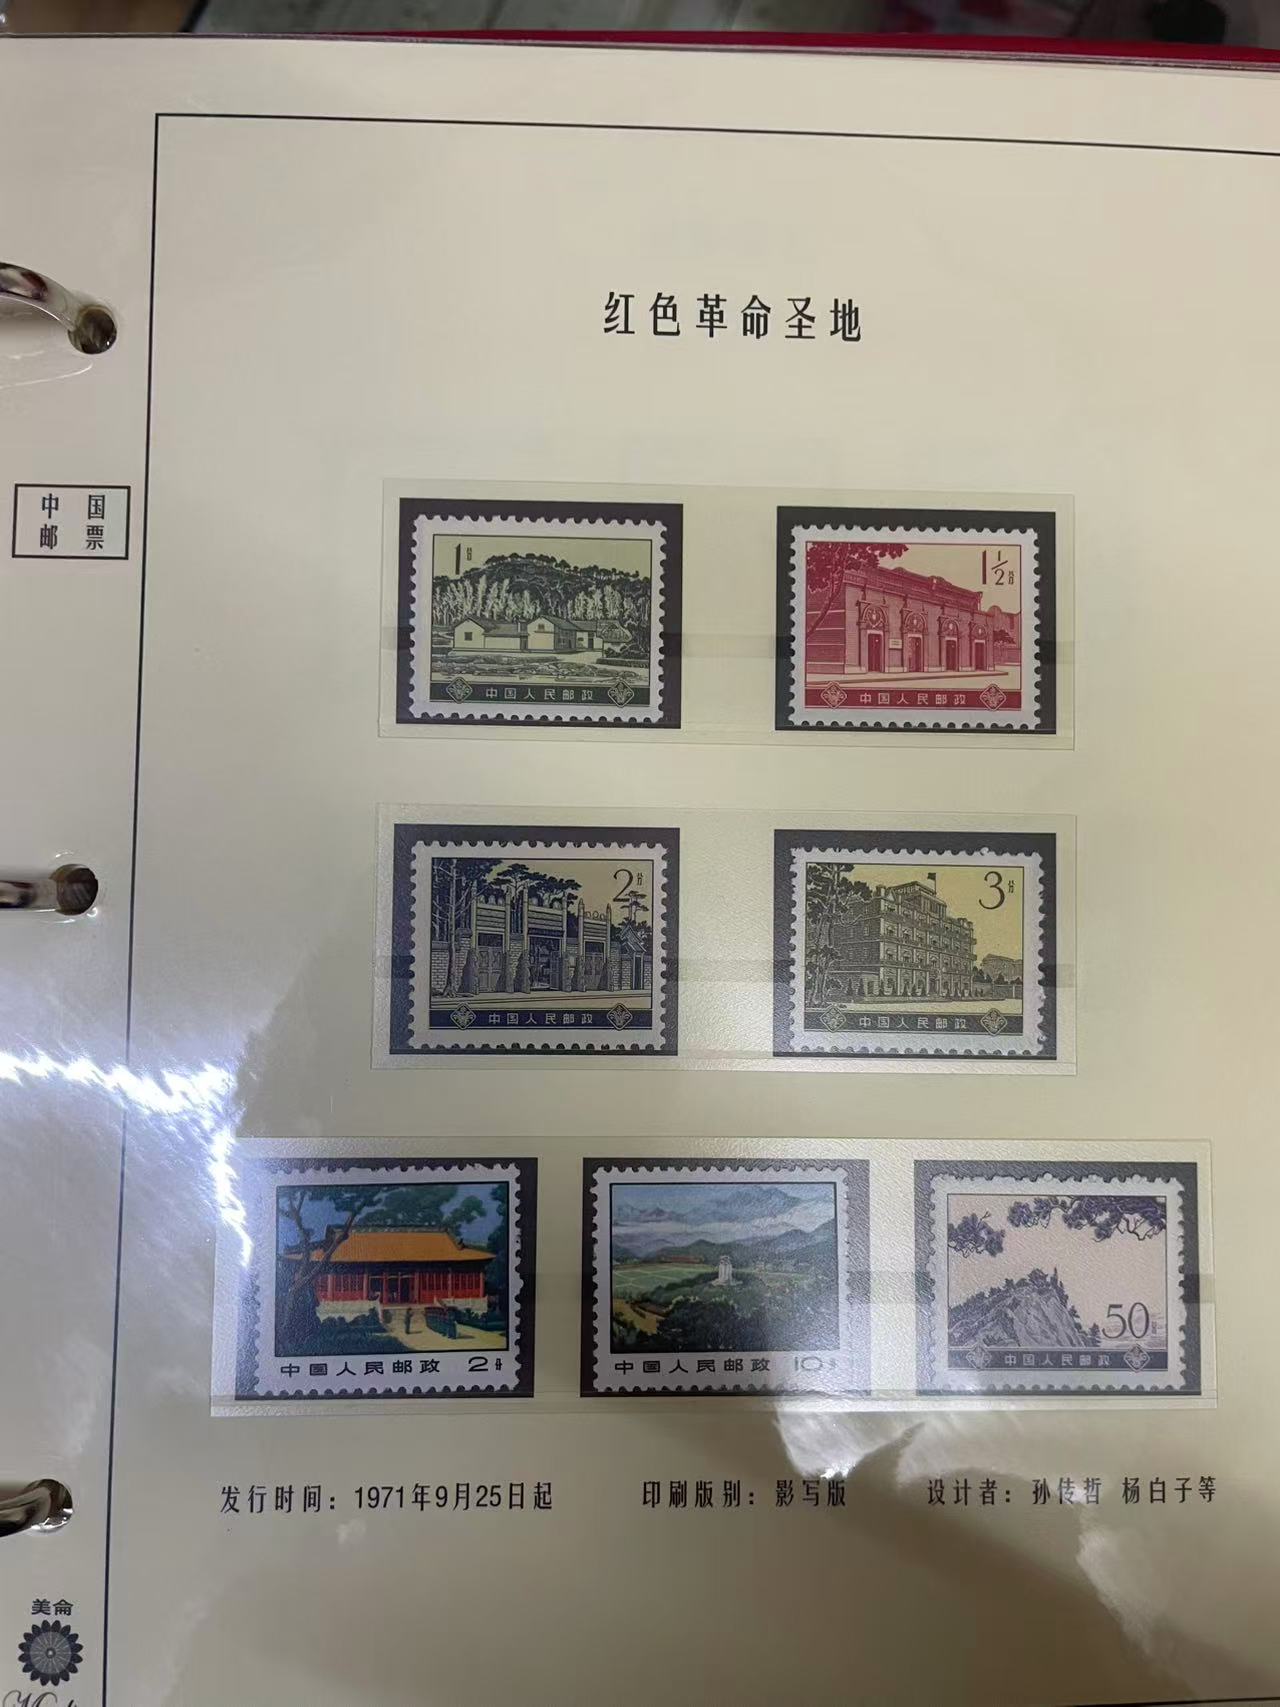 红色革命圣地
中国
邮票
1分
中国人民邮政
1 1/2分
中国人民邮政
2分
中国人民邮政
3分
中国人民邮政
中国人民邮政 2分
中国人民邮政 10分
50分
中国人民邮政
发行时间：1971年9月25日起 印刷版别：影写版 设计者：孙传哲 杨白子等
美仑